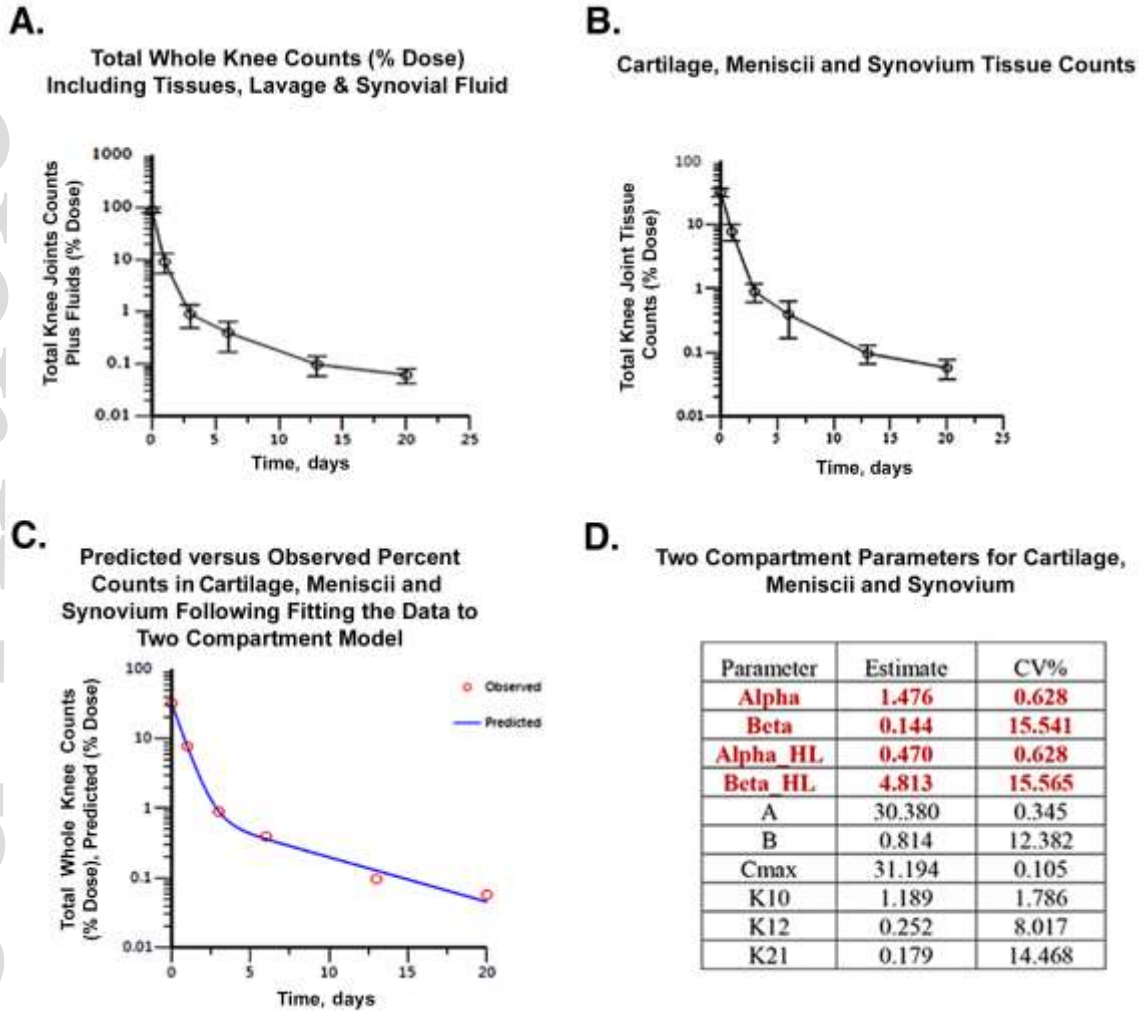 A.
Total Whole Knee Counts (% Dose)
Including Tissues, Lavage & Synovial Fluid
Total Knee Joints Counts
Plus Fluids (% Dose)
1000
100
10
1
0.1
0.01
0 5 10 15 20 25
Time, days
B.
Cartilage, Meniscii and Synovium Tissue Counts
Total Knee Joint Tissue
Counts (% Dose)
100
10
1
0.1
0.01
0 5 10 15 20 25
Time, days
C.
Predicted versus Observed Percent
Counts in Cartilage, Meniscii and
Synovium Following Fitting the Data to
Two Compartment Model
Total Whole Knee Counts
(% Dose), Predicted (% Dose)
100
10
1
0.1
0.01
0 5 10 15 20
Time, days
Observed
Predicted
D.
Two Compartment Parameters for Cartilage,
Meniscii and Synovium
Parameter Estimate CV%
Alpha 1.476 0.628
Beta 0.144 15.541
Alpha_HL 0.470 0.628
Beta_HL 4.813 15.565
A 30.380 0.345
B 0.814 12.382
Cmax 31.194 0.105
K10 1.189 1.786
K12 0.252 8.017
K21 0.179 14.468